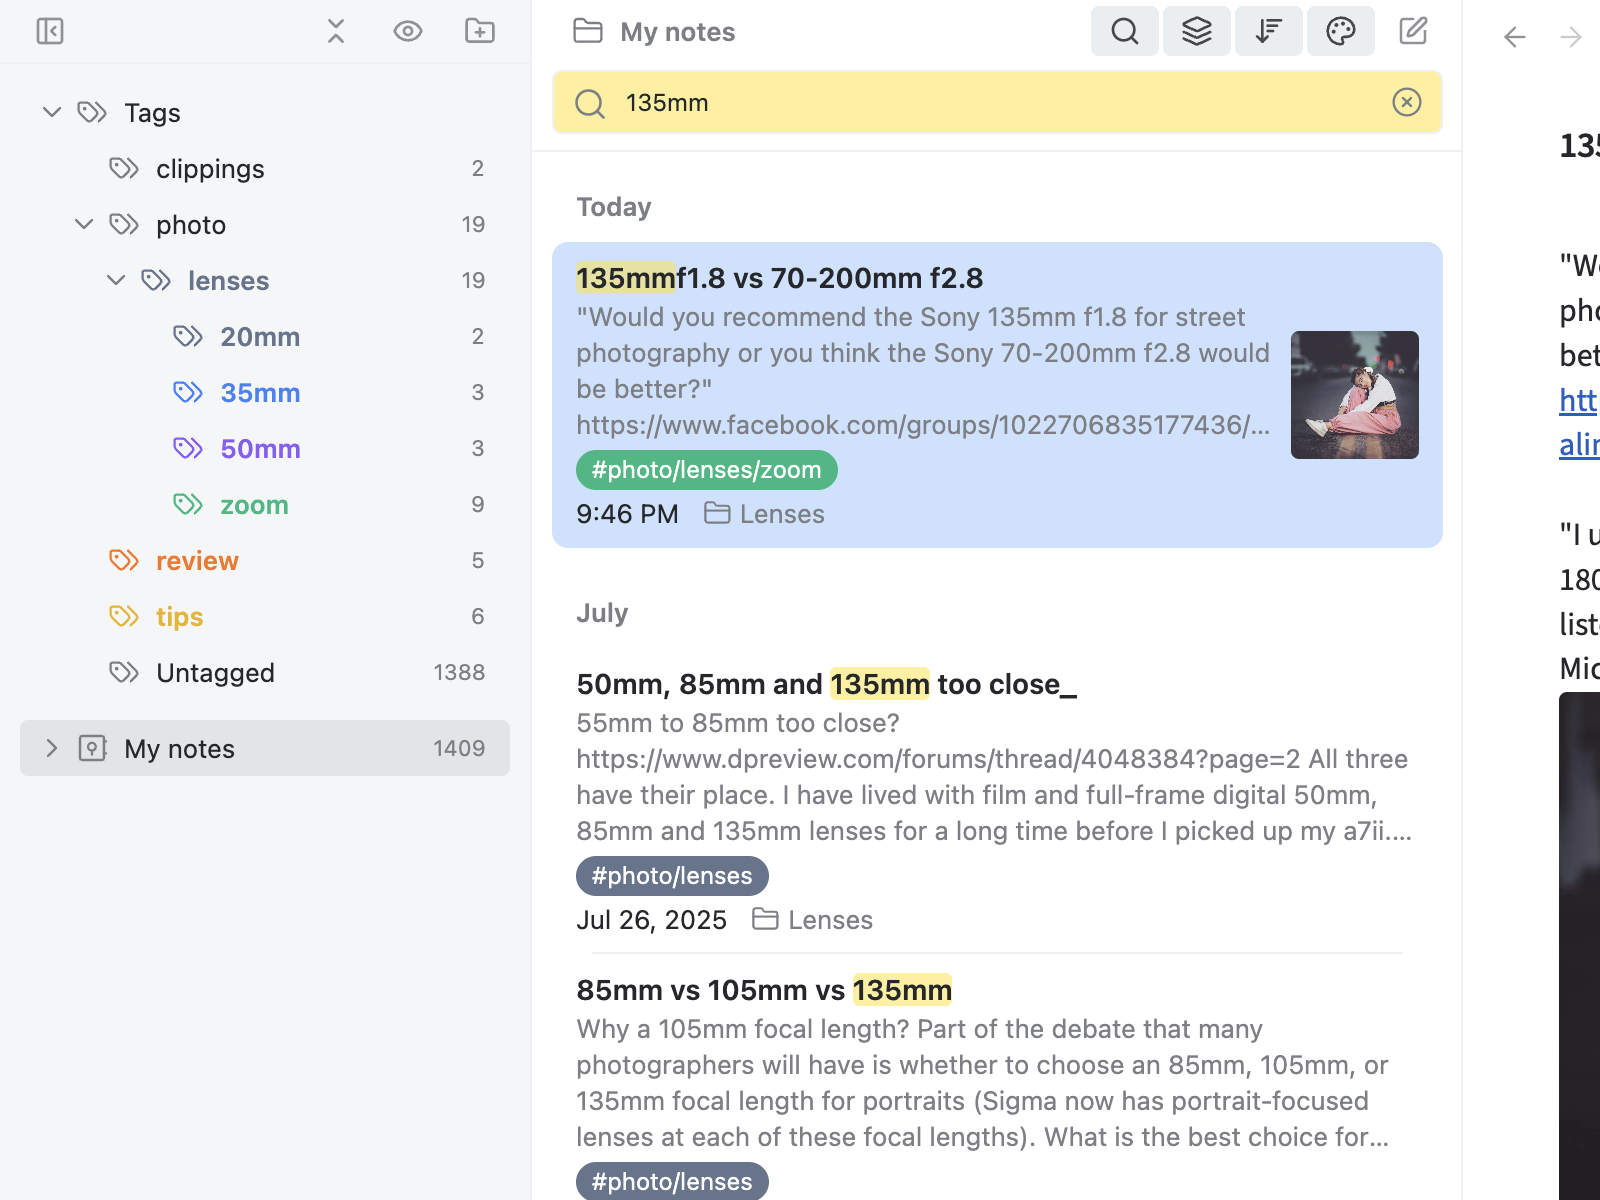 Tags
clippings 2
photo 19
lenses 19
20mm 2
35mm 3
50mm 3
zoom 9
review 5
tips 6
Untagged 1388
My notes 1409
My notes
135mm
Today
135mmf1.8 vs 70-200mm f2.8
"Would you recommend the Sony 135mm f1.8 for street
photography or you think the Sony 70-200mm f2.8 would
be better?"
https://www.facebook.com/groups/1022706835177436/...
#photo/lenses/zoom
9:46 PM Lenses
July
50mm, 85mm and 135mm too close_
55mm to 85mm too close?
https://www.dpreview.com/forums/thread/4048384?page=2 All three
have their place. I have lived with film and full-frame digital 50mm,
85mm and 135mm lenses for a long time before I picked up my a7ii....
#photo/lenses
Jul 26, 2025 Lenses
85mm vs 105mm vs 135mm
Why a 105mm focal length? Part of the debate that many
photographers will have is whether to choose an 85mm, 105mm, or
135mm focal length for portraits (Sigma now has portrait-focused
lenses at each of these focal lengths). What is the best choice for...
#photo/lenses